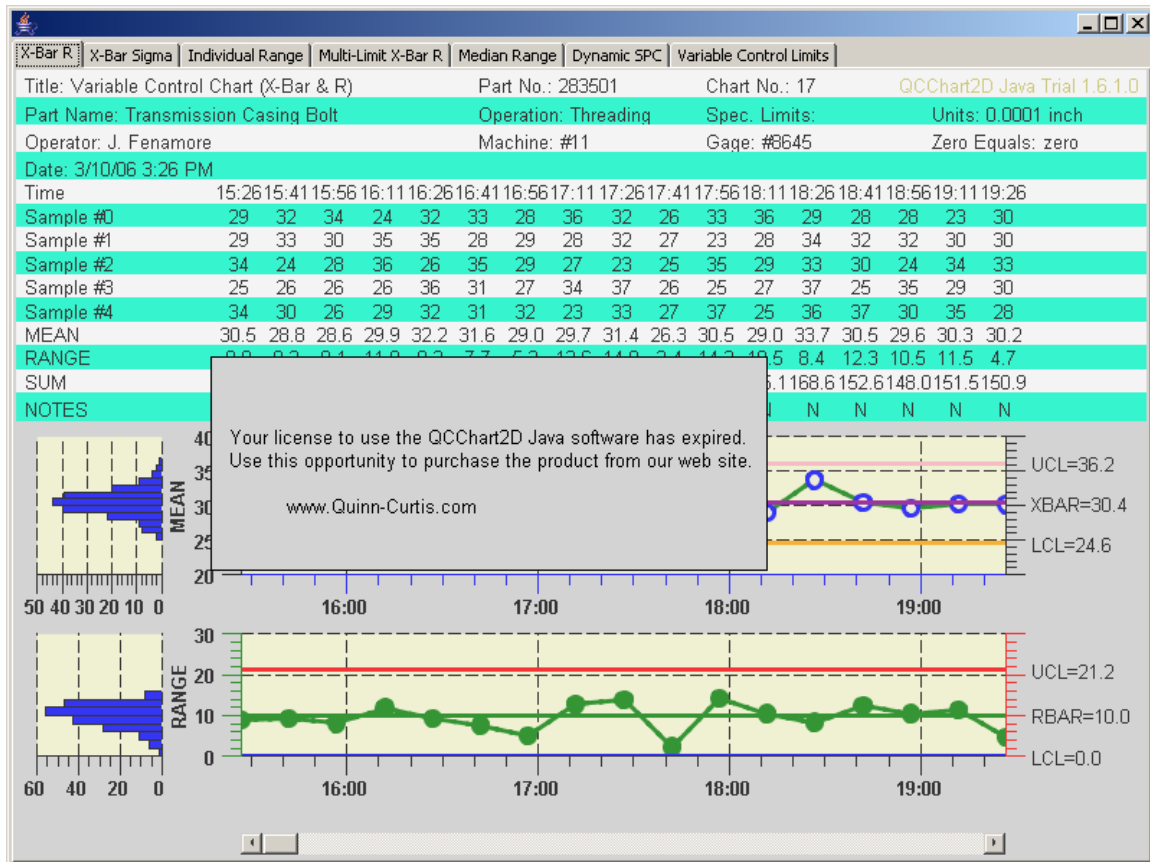 X-Bar R X-Bar Sigma Individual Range Multi-Limit X-Bar R Median Range Dynamic SPC Variable Control Limits
Title: Variable Control Chart (X-Bar & R) Part No.: 283501 Chart No.: 17 QCChart2D Java Trial 1.6.1.0
Part Name: Transmission Casing Bolt Operation: Threading Spec. Limits: Units: 0.0001 inch
Operator: J. Fenamore Machine: #11 Gage: #8645 Zero Equals: zero
Date: 3/10/06 3:26 PM
Time 15:26 15:41 15:56 16:11 16:26 16:41 16:56 17:11 17:26 17:41 17:56 18:11 18:26 18:41 18:56 19:11 19:26
Sample #0 29 32 34 24 32 33 28 36 32 26 33 36 29 28 28 23 30
Sample #1 29 33 30 35 35 28 29 28 32 27 23 28 34 32 32 30 30
Sample #2 34 24 28 36 26 35 29 27 23 25 35 29 33 30 24 34 33
Sample #3 25 26 26 26 36 31 27 34 37 26 25 27 37 25 35 29 30
Sample #4 34 30 26 29 32 31 32 23 33 27 37 25 36 37 30 35 28
MEAN 30.5 28.8 28.6 29.9 32.2 31.6 29.0 29.7 31.4 26.3 30.5 29.0 33.7 30.5 29.6 30.3 30.2
RANGE 8.4 12.3 10.5 11.5 4.7
SUM 168.6 152.6 148.0 151.5 150.9
NOTES N N N N N
Your license to use the QCChart2D Java software has expired.
Use this opportunity to purchase the product from our web site.
www.Quinn-Curtis.com
MEAN
40
35
30
25
20
UCL=36.2
XBAR=30.4
LCL=24.6
50 40 30 20 10 0 16:00 17:00 18:00 19:00
RANGE
30
20
10
0
UCL=21.2
RBAR=10.0
LCL=0.0
60 40 20 0 16:00 17:00 18:00 19:00